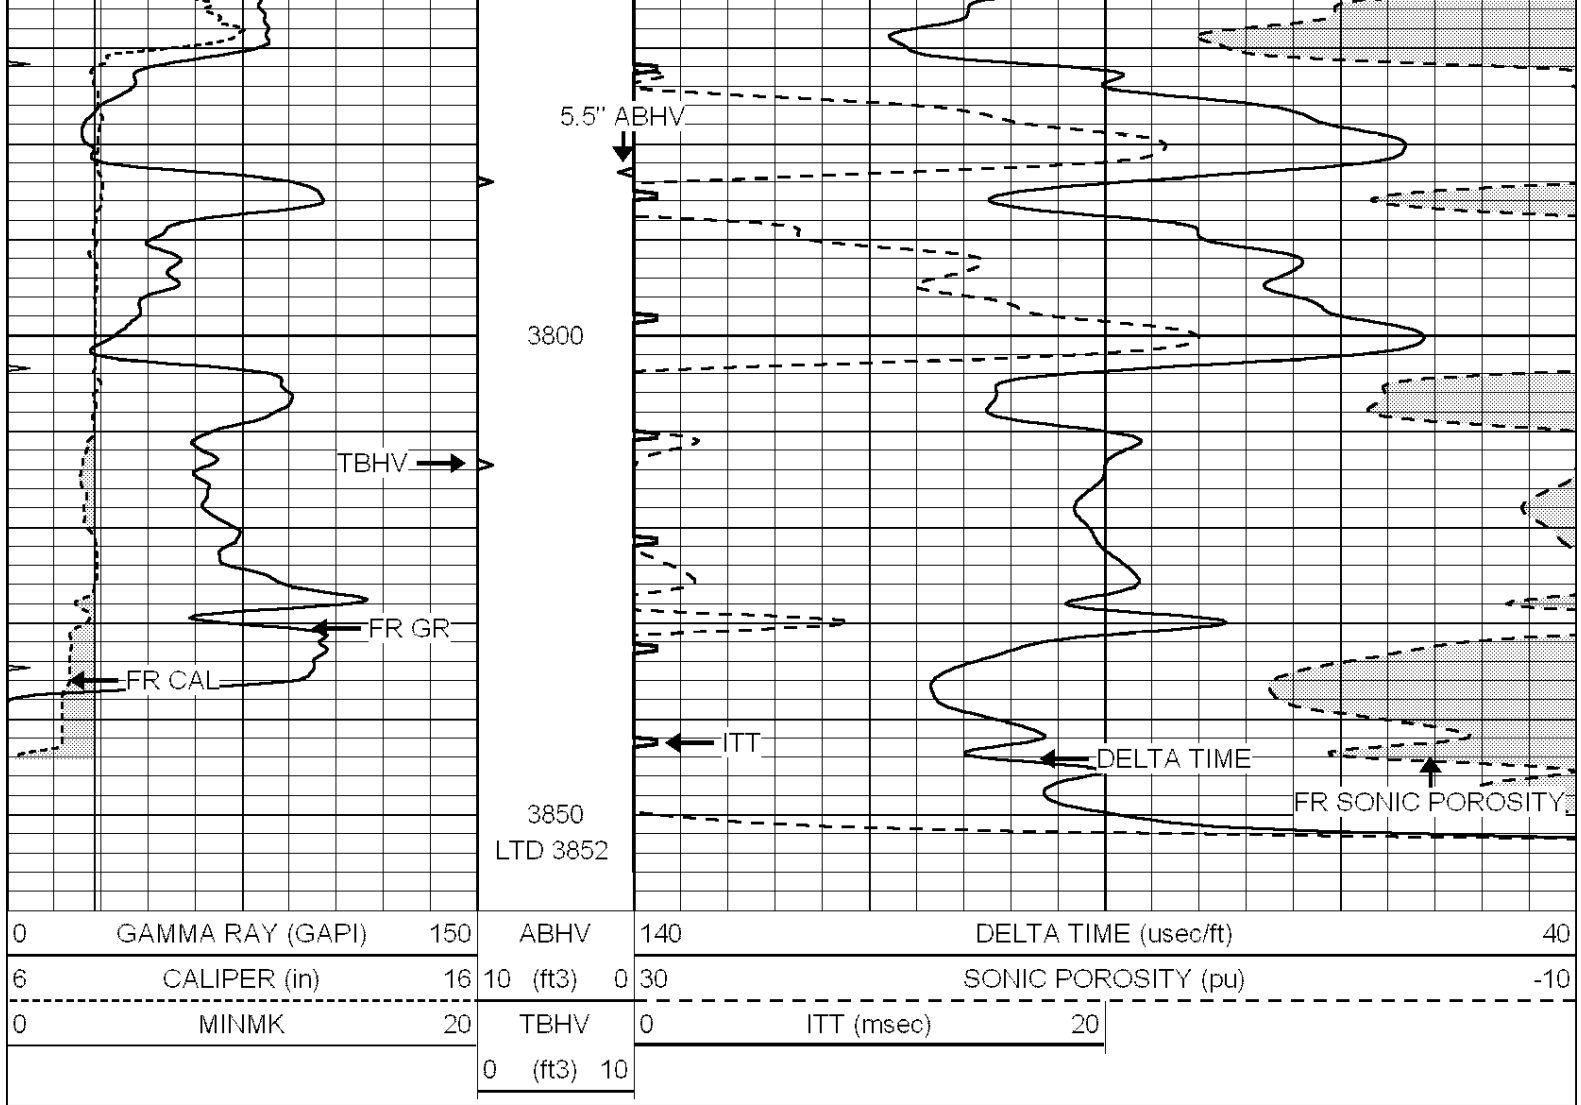 5.5" ABHV
3800
TBHV
FR GR
FR CAL
ITT
DELTA TIME
FR SONIC POROSITY
3850
LTD 3852
0 GAMMA RAY (GAPI) 150
ABHV
140 DELTA TIME (usec/ft) 40
6 CALIPER (in) 16
10 (ft3) 0
30 SONIC POROSITY (pu) -10
0 MINMK 20
TBHV
0 ITT (msec) 20
0 (ft3) 10